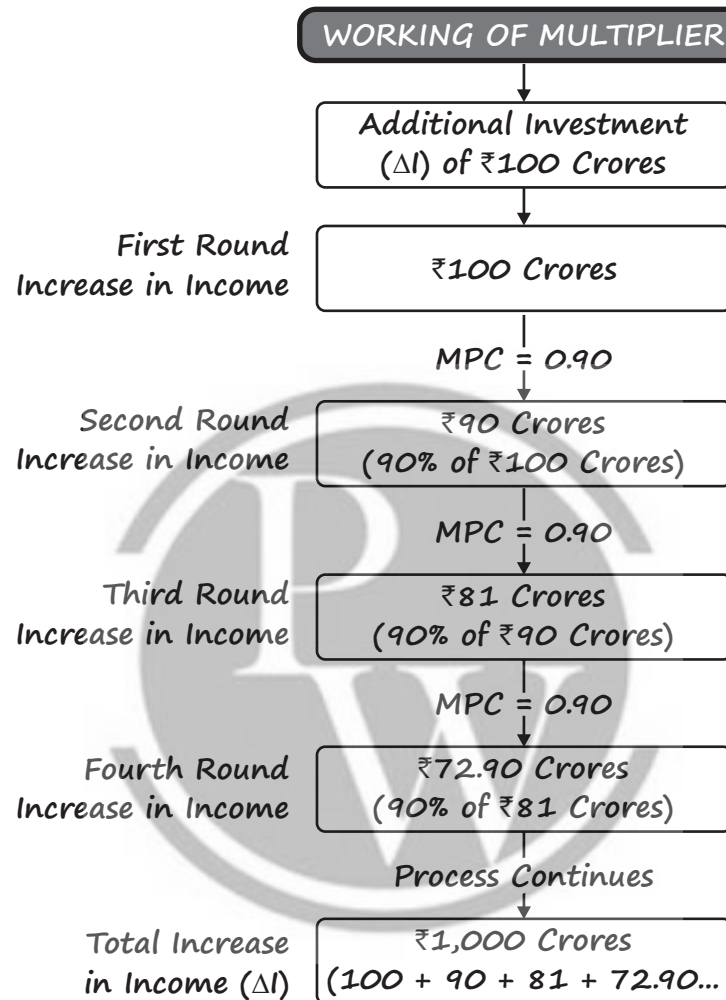 WORKING OF MULTIPLIER
Additional Investment
(∆I) of ₹100 Crores
First Round
Increase in Income
₹100 Crores
MPC = 0.90
Second Round
Increase in Income
₹90 Crores
(90% of ₹100 Crores)
MPC = 0.90
Third Round
Increase in Income
₹81 Crores
(90% of ₹90 Crores)
MPC = 0.90
Fourth Round
Increase in Income
₹72.90 Crores
(90% of ₹81 Crores)
Process Continues
Total Increase
in Income (∆I)
₹1,000 Crores
(100 + 90 + 81 + 72.90...
PW